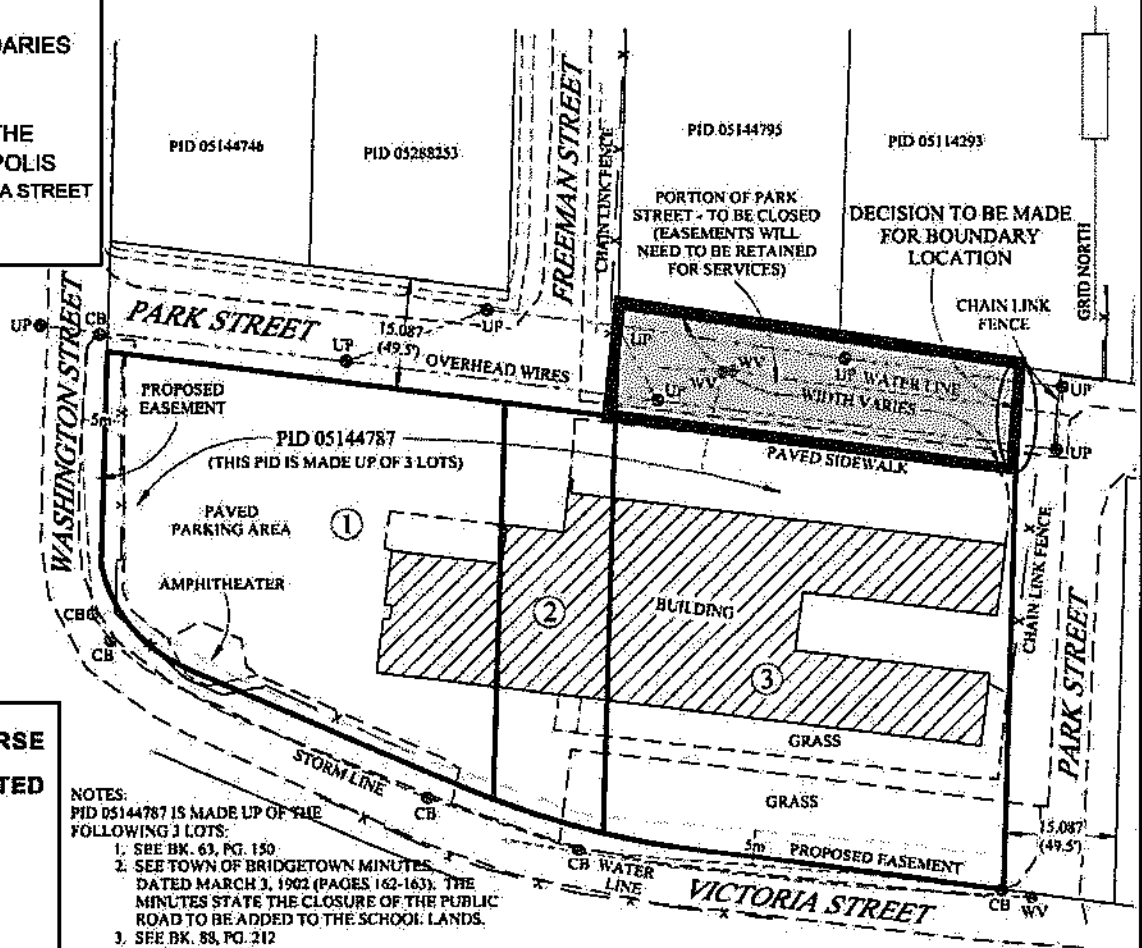 DARIES
THE
POLIS
A STREET
PID 05144746
PID 05288253
FREEMAN STREET
CHAIN LINK FENCE
PID 05144795
PID 05114293
PORTION OF PARK
STREET - TO BE CLOSED
(EASEMENTS WILL
NEED TO BE RETAINED
FOR SERVICES)
DECISION TO BE MADE
FOR BOUNDARY
LOCATION
GRID NORTH
CHAIN LINK
FENCE
WASHINGTON STREET
UP
CB
PARK STREET
UP
UP
15.087
(49.5')
OVERHEAD WIRES
UP
UP
WV
WV
UP
WATER LINE
WIDTH VARIES
UP
UP
PAVED SIDEWALK
PROPOSED
EASEMENT
5m
PID 05144787
(THIS PID IS MADE UP OF 3 LOTS)
PAVED
PARKING AREA
1
AMPHITHEATER
2
BUILDING
3
CHAIN LINK FENCE
PARK STREET
CB
CB
GRASS
GRASS
STORM LINE
CB
15.087
(49.5')
5m
PROPOSED EASEMENT
CB
WATER
LINE
VICTORIA STREET
CB
WV
RSE
TED
NOTES:
PID 05144787 IS MADE UP OF THE
FOLLOWING 3 LOTS:
1. SEE BK. 63, PG. 150
2. SEE TOWN OF BRIDGETOWN MINUTES,
DATED MARCH 3, 1902 (PAGES 162-163). THE
MINUTES STATE THE CLOSURE OF THE PUBLIC
ROAD TO BE ADDED TO THE SCHOOL LANDS.
3. SEE BK. 88, PG. 212